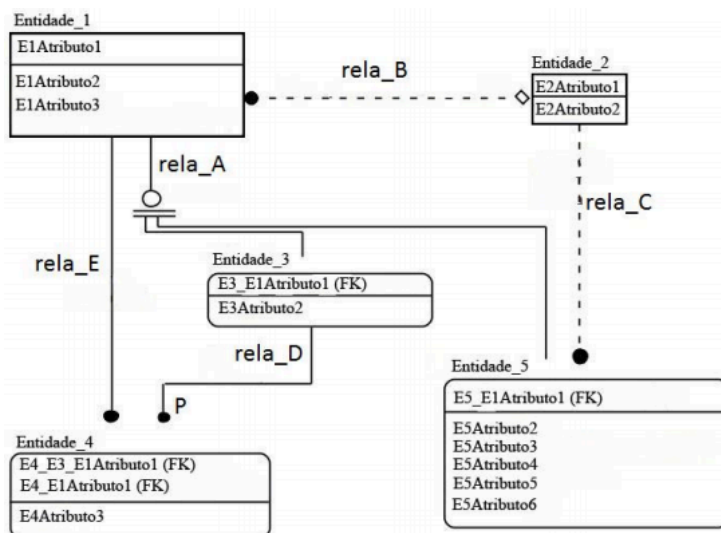 Entidade_1
E1Atributo1
E1Atributo2
E1Atributo3
rela_B
Entidade_2
E2Atributo1
E2Atributo2
rela_A
rela_C
rela_E
Entidade_3
E3_E1Atributo1 (FK)
E3Atributo2
rela_D
P
Entidade_4
E4_E3_E1Atributo1 (FK)
E4_E1Atributo1 (FK)
E4Atributo3
Entidade_5
E5_E1Atributo1 (FK)
E5Atributo2
E5Atributo3
E5Atributo4
E5Atributo5
E5Atributo6